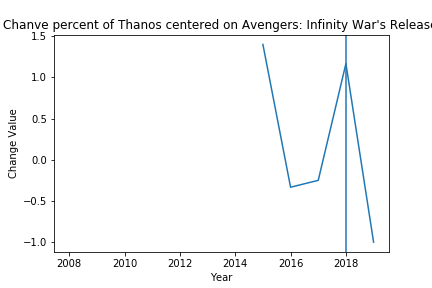 Chanve percent of Thanos centered on Avengers: Infinity War's Release
1.5
1.0
0.5
0.0
−0.5
−1.0
Change Value
2008 2010 2012 2014 2016 2018
Year